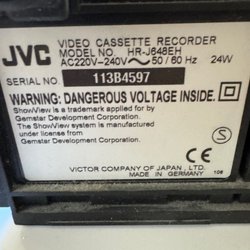 JVC
VIDEO CASSETTE RECORDER
MODEL NO. HR-J648EH
AC220V-240V~ 50/60 Hz 24W
SERIAL NO. 113B4597
WARNING: DANGEROUS VOLTAGE INSIDE.
ShowView is a trademark applied for by
Gemstar Development Corporation.
The ShowView system is manufactured
under license from
Gemstar Development Corporation.
VICTOR COMPANY OF JAPAN, LTD.
MADE IN GERMANY 106